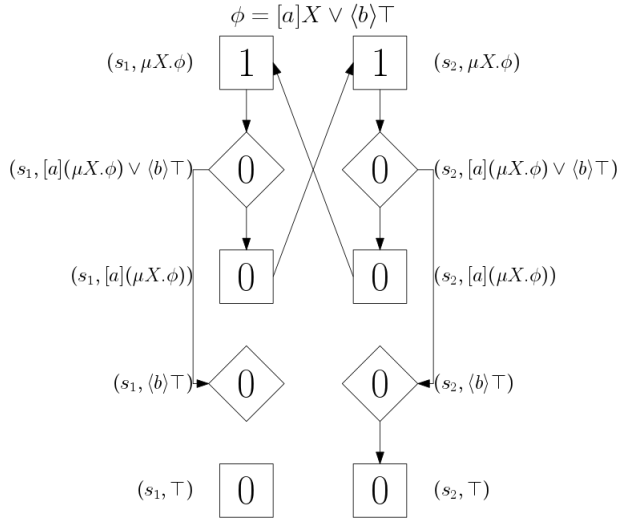 ϕ = [a]X ∨ ⟨b⟩⊤
(s₁, μX.ϕ) 1 1 (s₂, μX.ϕ)
(s₁, [a](μX.ϕ) ∨ ⟨b⟩⊤) 0 0 (s₂, [a](μX.ϕ) ∨ ⟨b⟩⊤)
(s₁, [a](μX.ϕ)) 0 0 (s₂, [a](μX.ϕ))
(s₁, ⟨b⟩⊤) 0 0 (s₂, ⟨b⟩⊤)
(s₁, ⊤) 0 0 (s₂, ⊤)